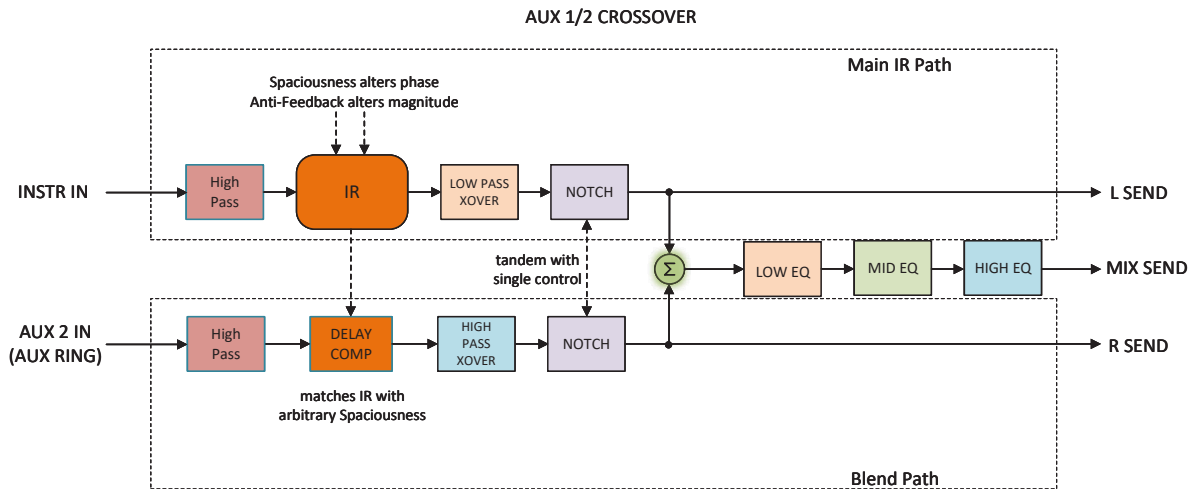 AUX 1/2 CROSSOVER
Main IR Path
Spaciousness alters phase
Anti-Feedback alters magnitude
INSTR IN
High
Pass
IR
LOW PASS
XOVER
NOTCH
L SEND
tandem with
single control
Σ
LOW EQ
MID EQ
HIGH EQ
MIX SEND
AUX 2 IN
(AUX RING)
High
Pass
DELAY
COMP
HIGH
PASS
XOVER
NOTCH
R SEND
matches IR with
arbitrary Spaciousness
Blend Path